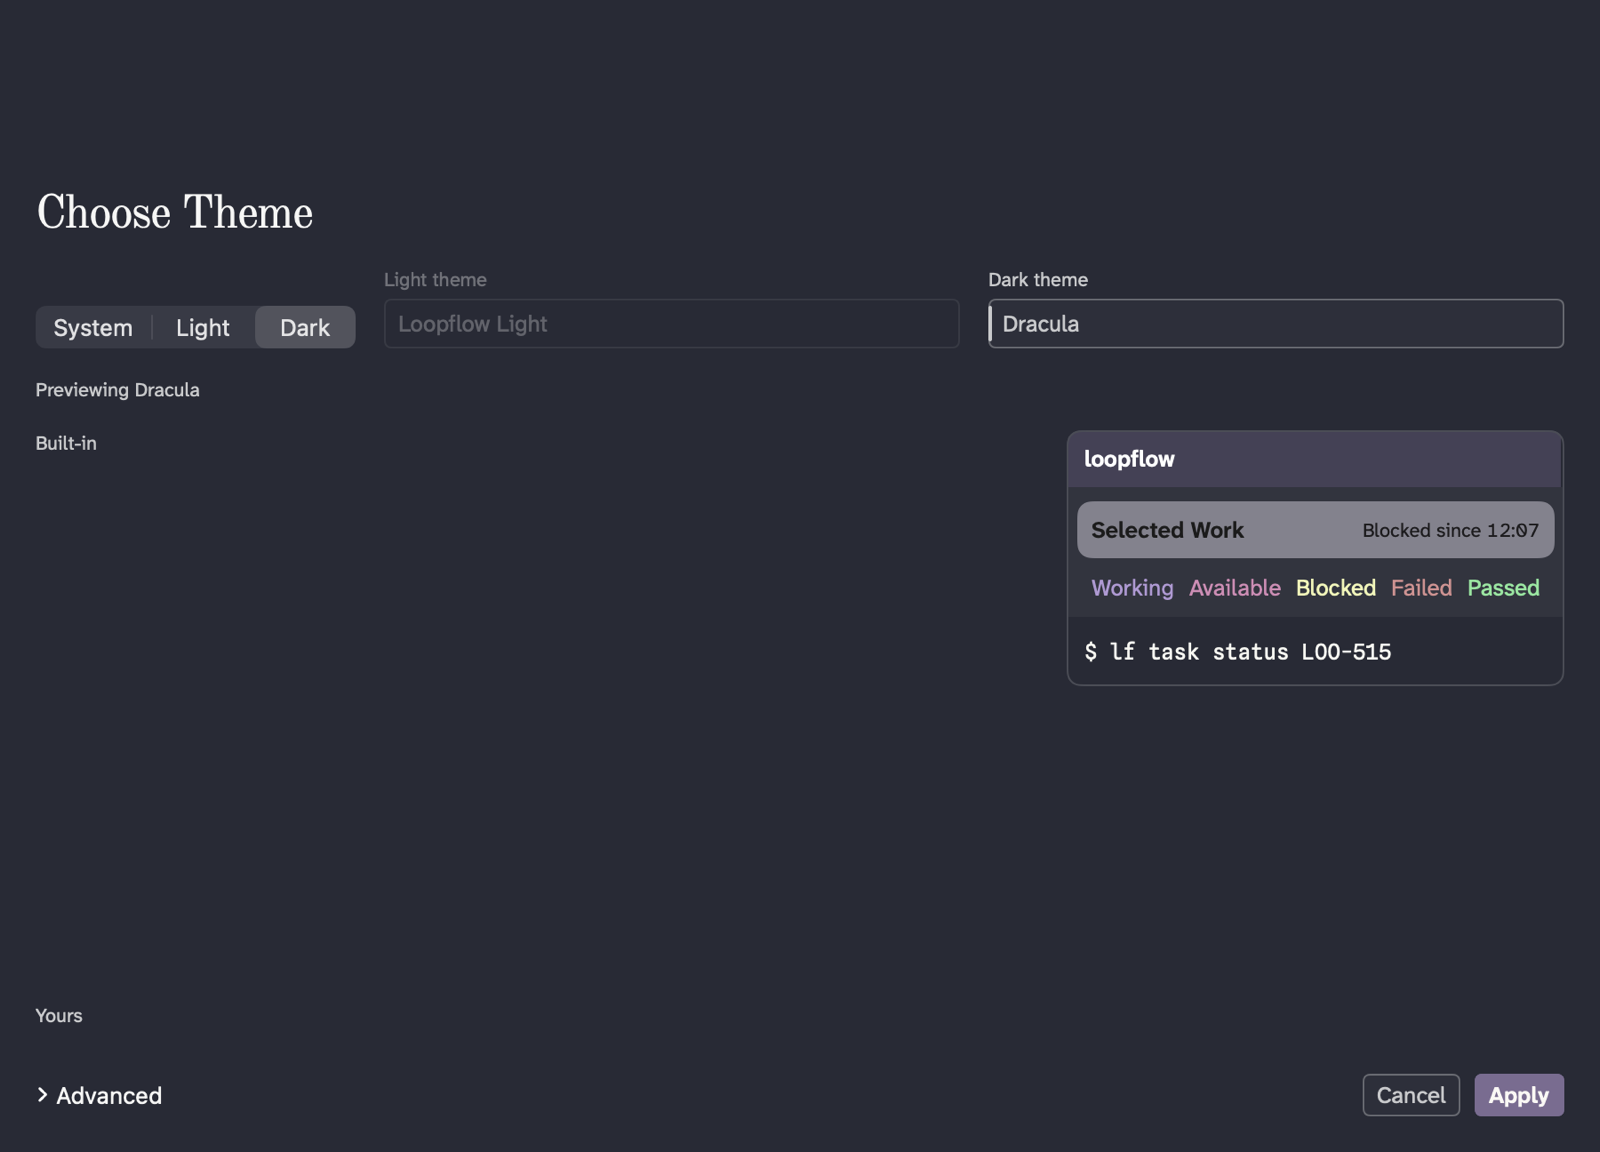 Choose Theme
Light theme
Dark theme
System Light Dark
Loopflow Light
Dracula
Previewing Dracula
Built-in
loopflow
Selected Work Blocked since 12:07
Working Available Blocked Failed Passed
$ lf task status LOO-515
Yours
Advanced
Cancel Apply